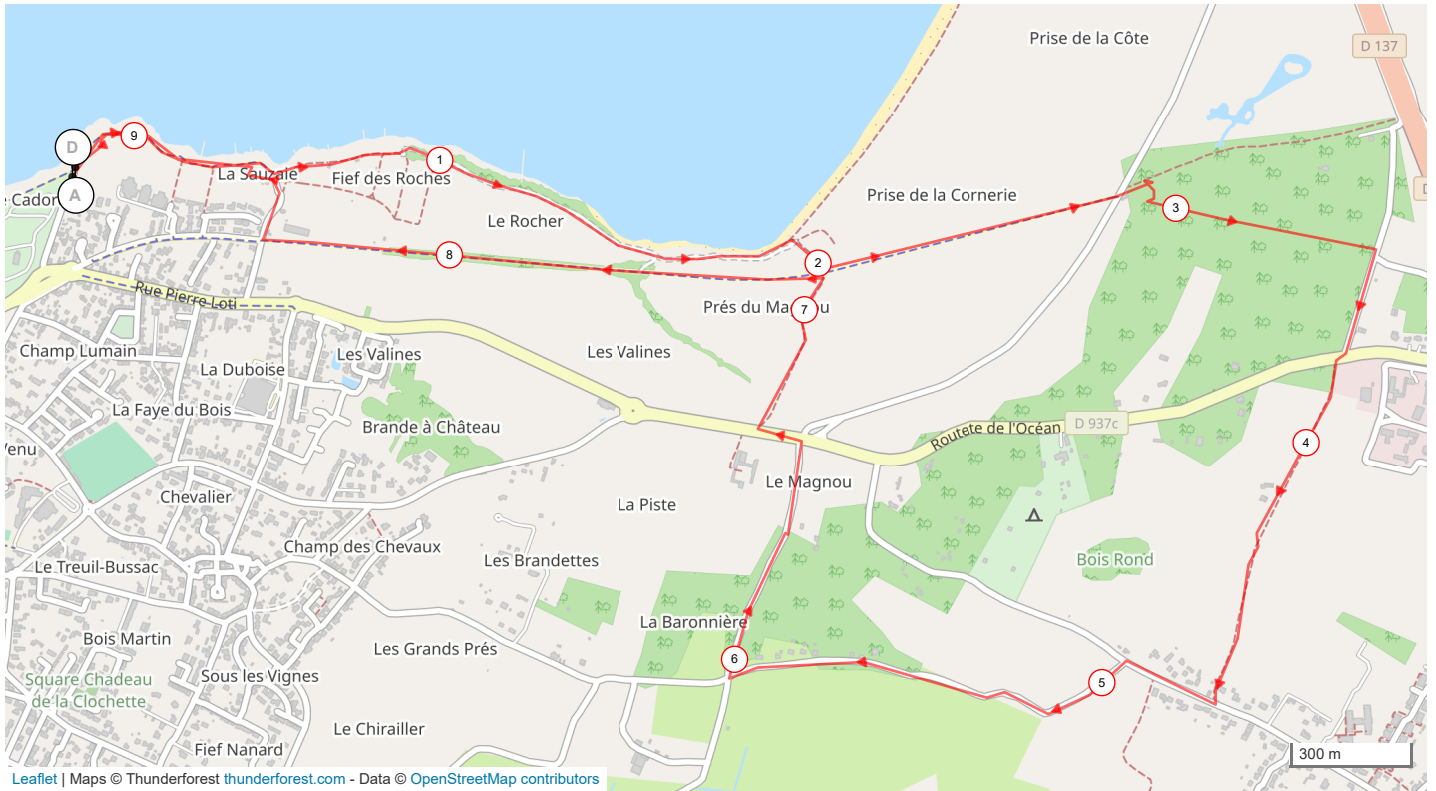 Prise de la Côte
D 137
D
9
1
La Sauzaie
Fief des Roches
e Cador
A
Prise de la Cornerie
3
D
Le Rocher
8
2
Rue Pierre Loti
Prés du Magnou
7
Champ Lumain
Les Valines
Les Valines
La Duboise
La Faye du Bois
Brande à Château
Routete de l'Océan
D 937c
4
Venu
Le Magnou
Chevalier
La Piste
Champ des Chevaux
Les Brandettes
Bois Rond
Le Treuil-Bussac
La Baronnière
Bois Martin
Les Grands Prés
6
5
Square Chadeau
de la Clochette
Sous les Vignes
Le Chirailler
Fief Nanard
300 m
Leaflet | Maps © Thunderforest thunderforest.com - Data © OpenStreetMap contributors